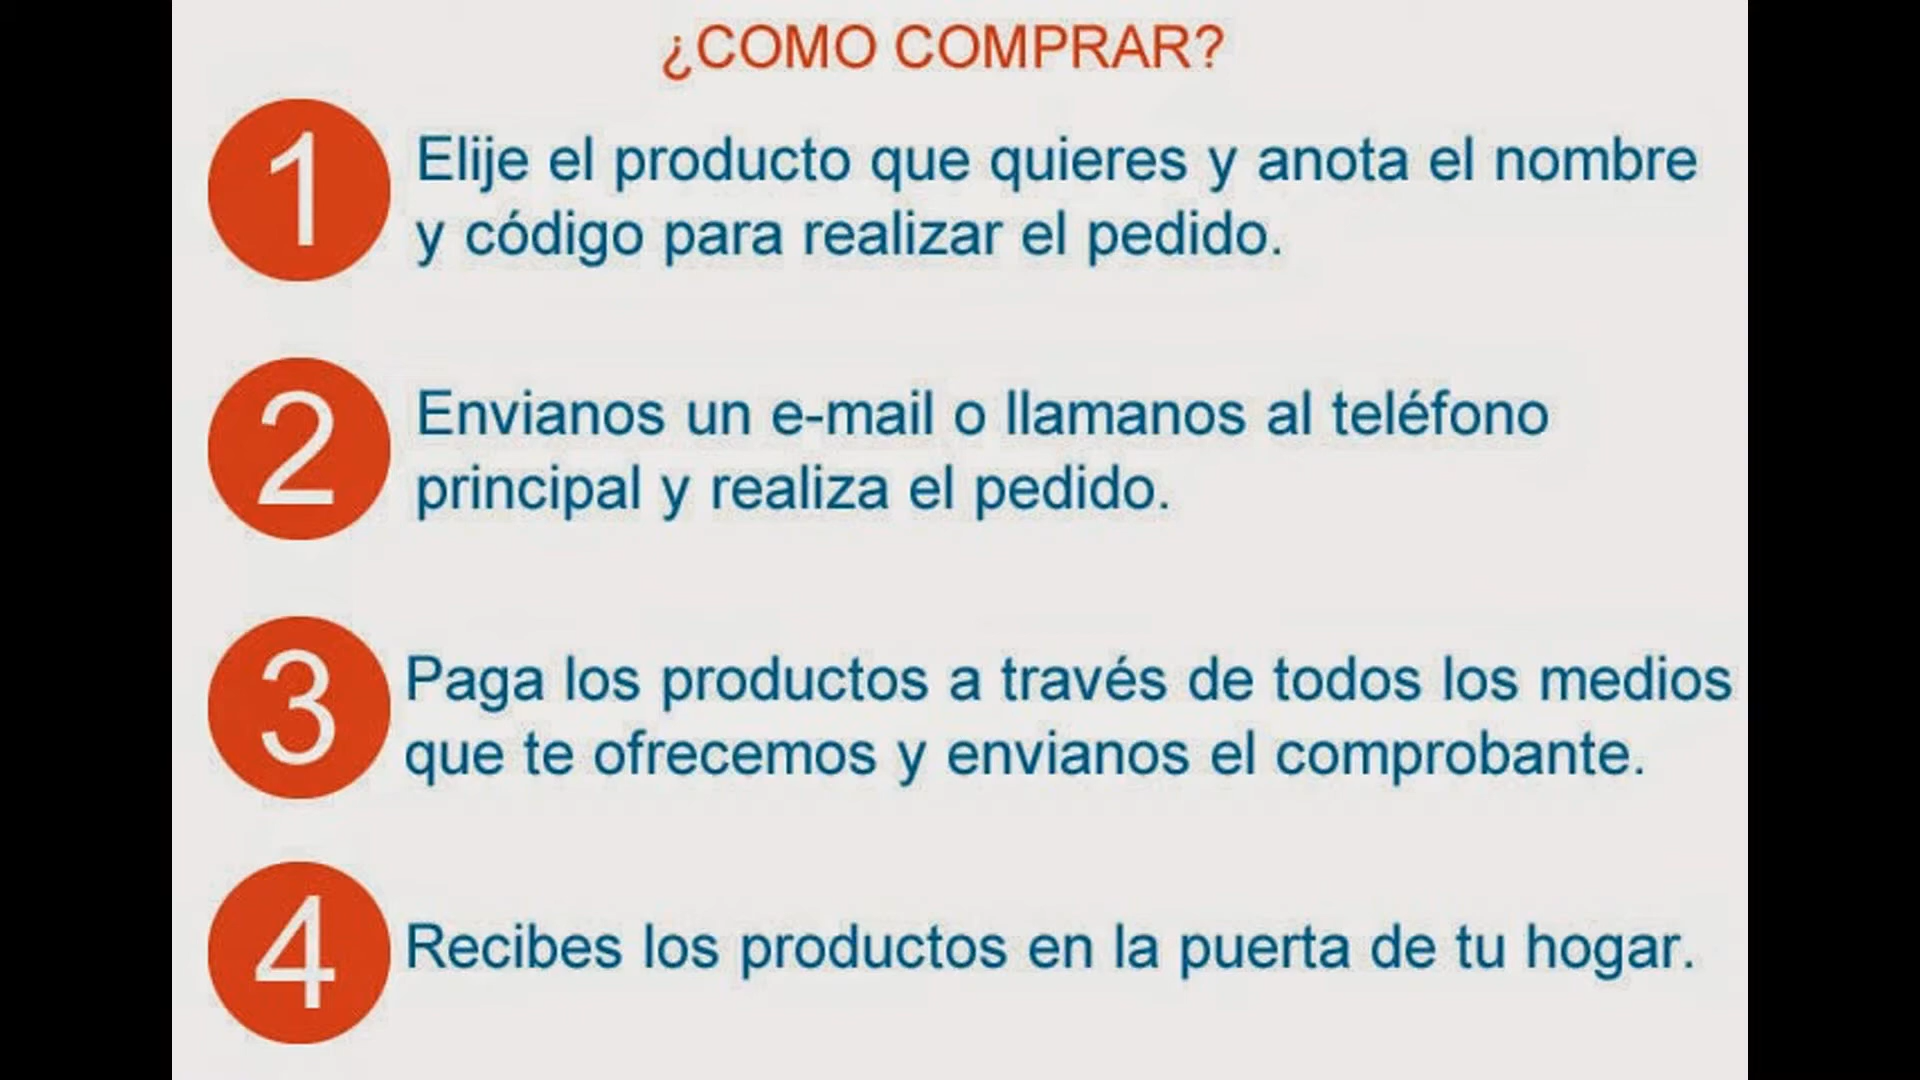 ¿COMO COMPRAR?
1
Elije el producto que quieres y anota el nombre
y código para realizar el pedido.
2
Envianos un e-mail o llamanos al teléfono
principal y realiza el pedido.
3
Paga los productos a través de todos los medios
que te ofrecemos y envianos el comprobante.
4
Recibes los productos en la puerta de tu hogar.